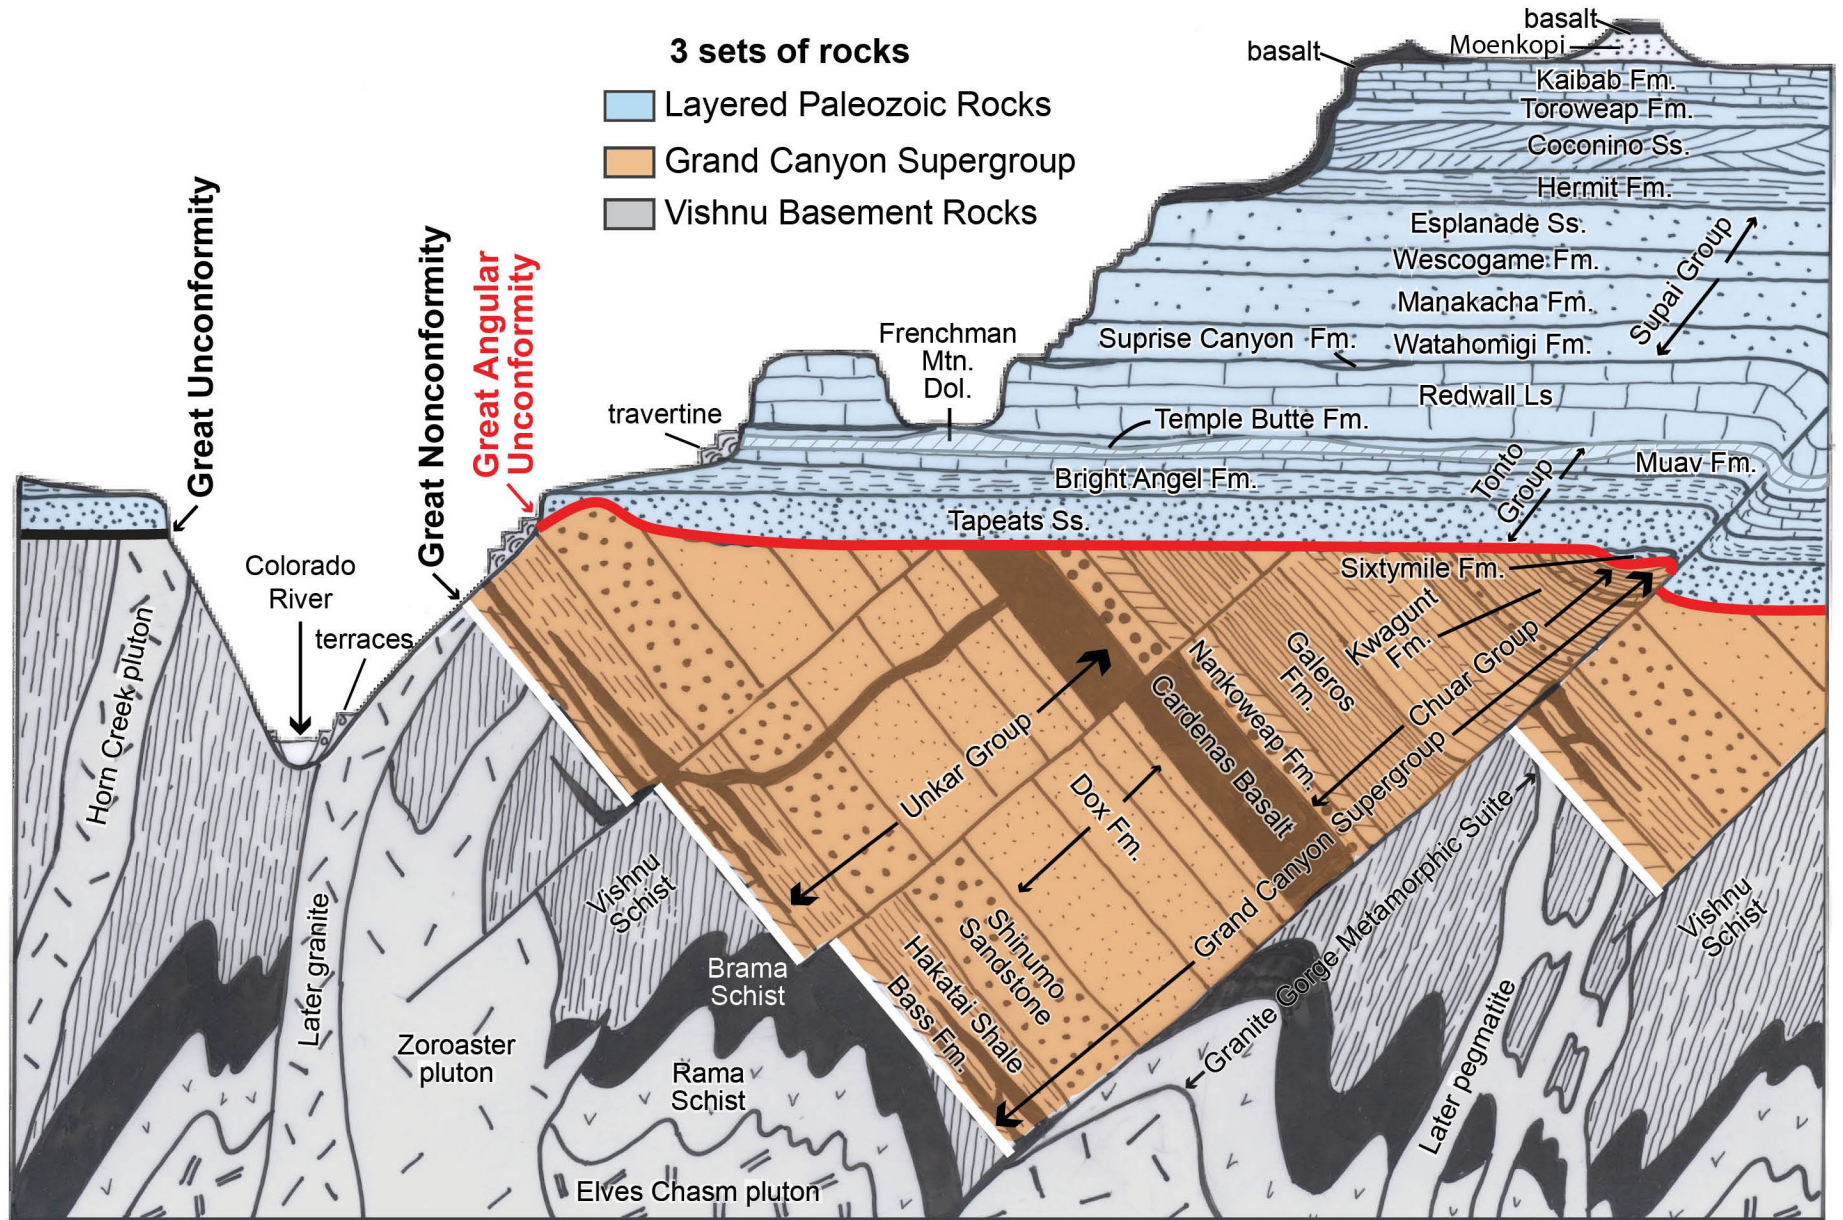 3 sets of rocks
Layered Paleozoic Rocks
Grand Canyon Supergroup
Vishnu Basement Rocks
basalt
basalt
Moenkopi
Kaibab Fm.
Toroweap Fm.
Coconino Ss.
Hermit Fm.
Esplanade Ss.
Wescogame Fm.
Manakacha Fm.
Watahomigi Fm.
Supai Group
Suprise Canyon Fm.
Redwall Ls
Frenchman
Mtn.
Dol.
Temple Butte Fm.
travertine
Muav Fm.
Tonto
Group
Bright Angel Fm.
Tapeats Ss.
Great Unconformity
Great Nonconformity
Great Angular
Unconformity
Colorado
River
terraces
Sixtymile Fm.
Kwagunt
Fm.
Galeros
Fm.
Chuar Group
Nankoweap Fm.
Cardenas Basalt
Grand Canyon Supergroup
Unkar Group
Dox Fm.
Shinumo
Sandstone
Hakatai Shale
Bass Fm.
Granite Gorge Metamorphic Suite
Horn Creek pluton
Later granite
Zoroaster
pluton
Vishnu
Schist
Brama
Schist
Rama
Schist
Elves Chasm pluton
Later pegmatite
Vishnu
Schist